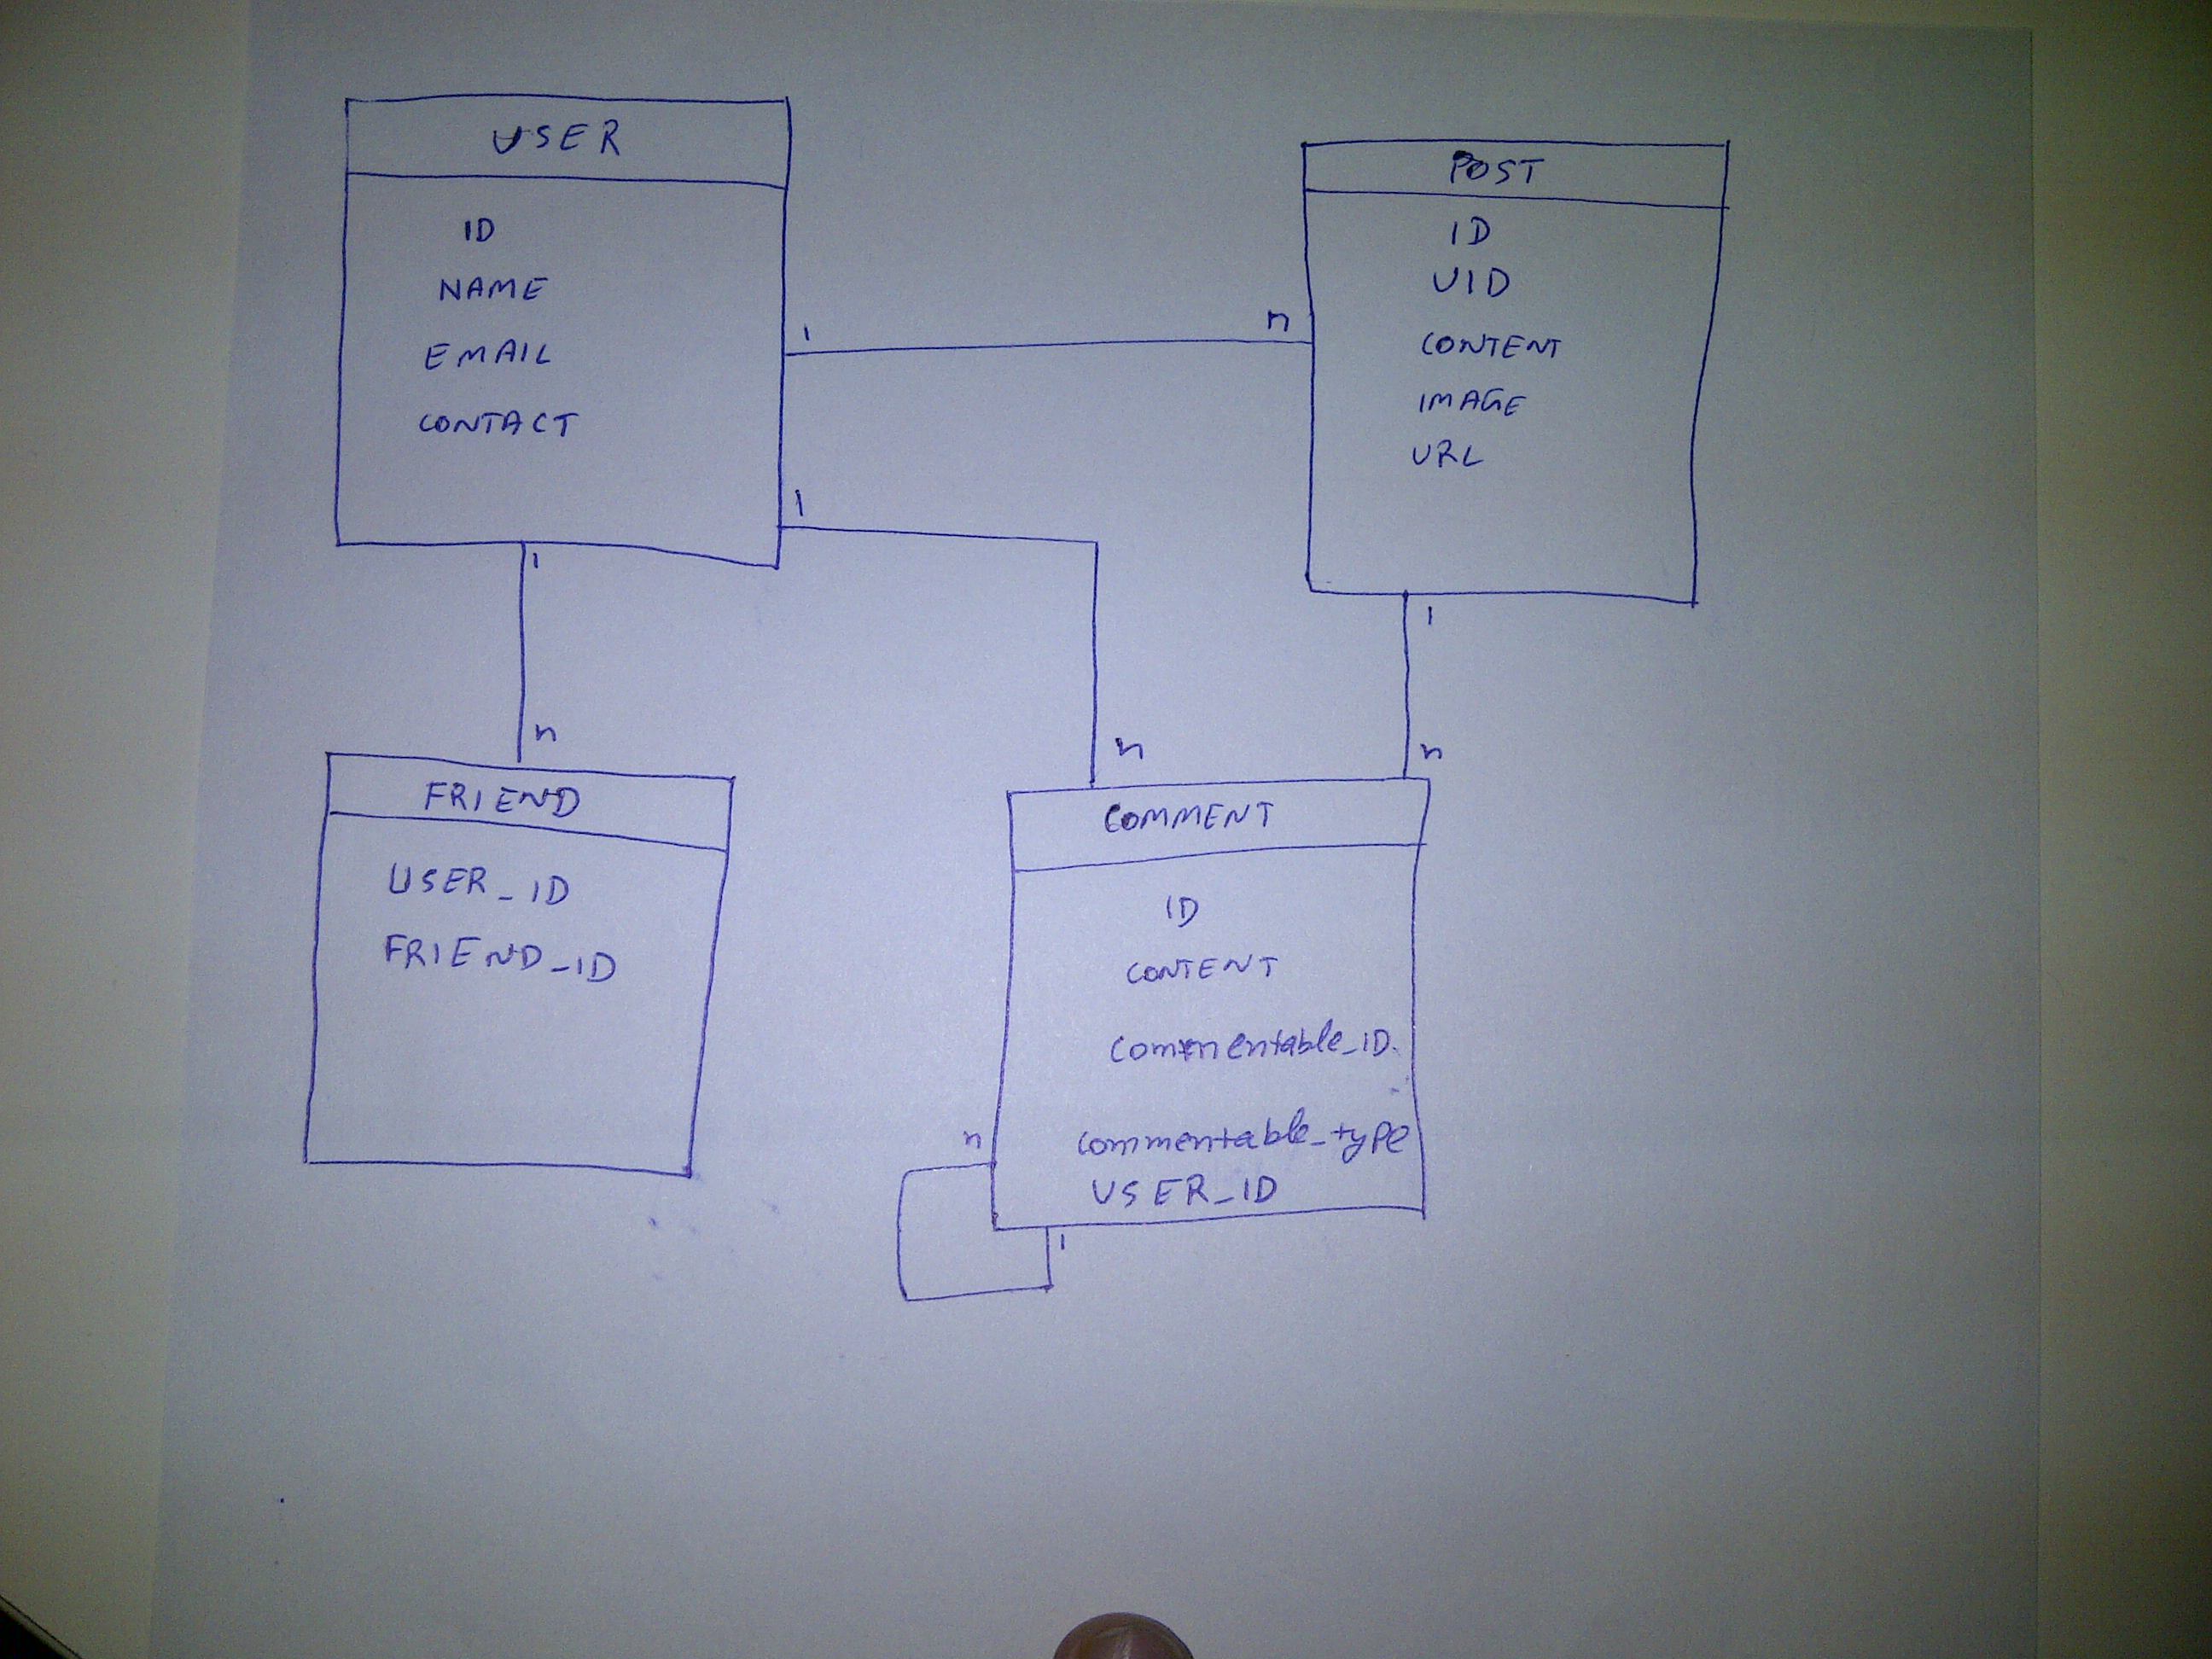 USER
ID
NAME
EMAIL
CONTACT
1
n
1
1
n
POST
ID
UID
CONTENT
IMAGE
URL
1
n
n
FRIEND
USER_ID
FRIEND_ID
COMMENT
ID
CONTENT
Commentable_ID
commentable_type
USER_ID
n
1